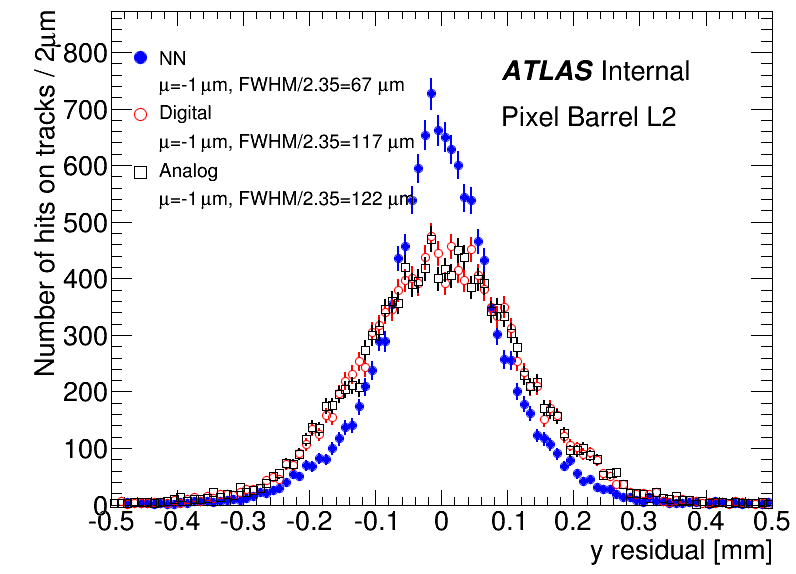 Number of hits on tracks / 2μm
800
700
600
500
400
300
200
100
0
NN
μ=-1 μm, FWHM/2.35=67 μm
Digital
μ=-1 μm, FWHM/2.35=117 μm
Analog
μ=-1 μm, FWHM/2.35=122 μm
ATLAS Internal
Pixel Barrel L2
-0.5 -0.4 -0.3 -0.2 -0.1 0 0.1 0.2 0.3 0.4 0.5
y residual [mm]